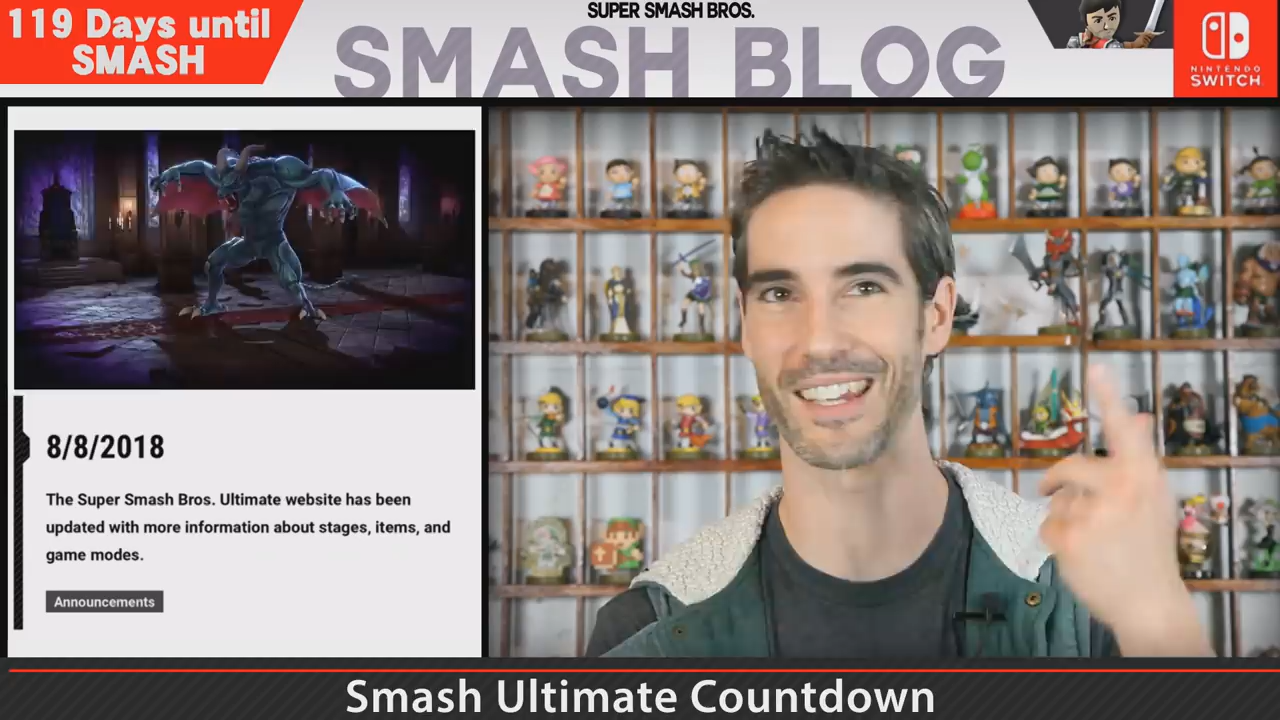 119 Days until
SMASH
SUPER SMASH BROS.
SMASH BLOG
NINTENDO
SWITCH
8/8/2018
The Super Smash Bros. Ultimate website has been
updated with more information about stages, items, and
game modes.
Announcements
Smash Ultimate Countdown